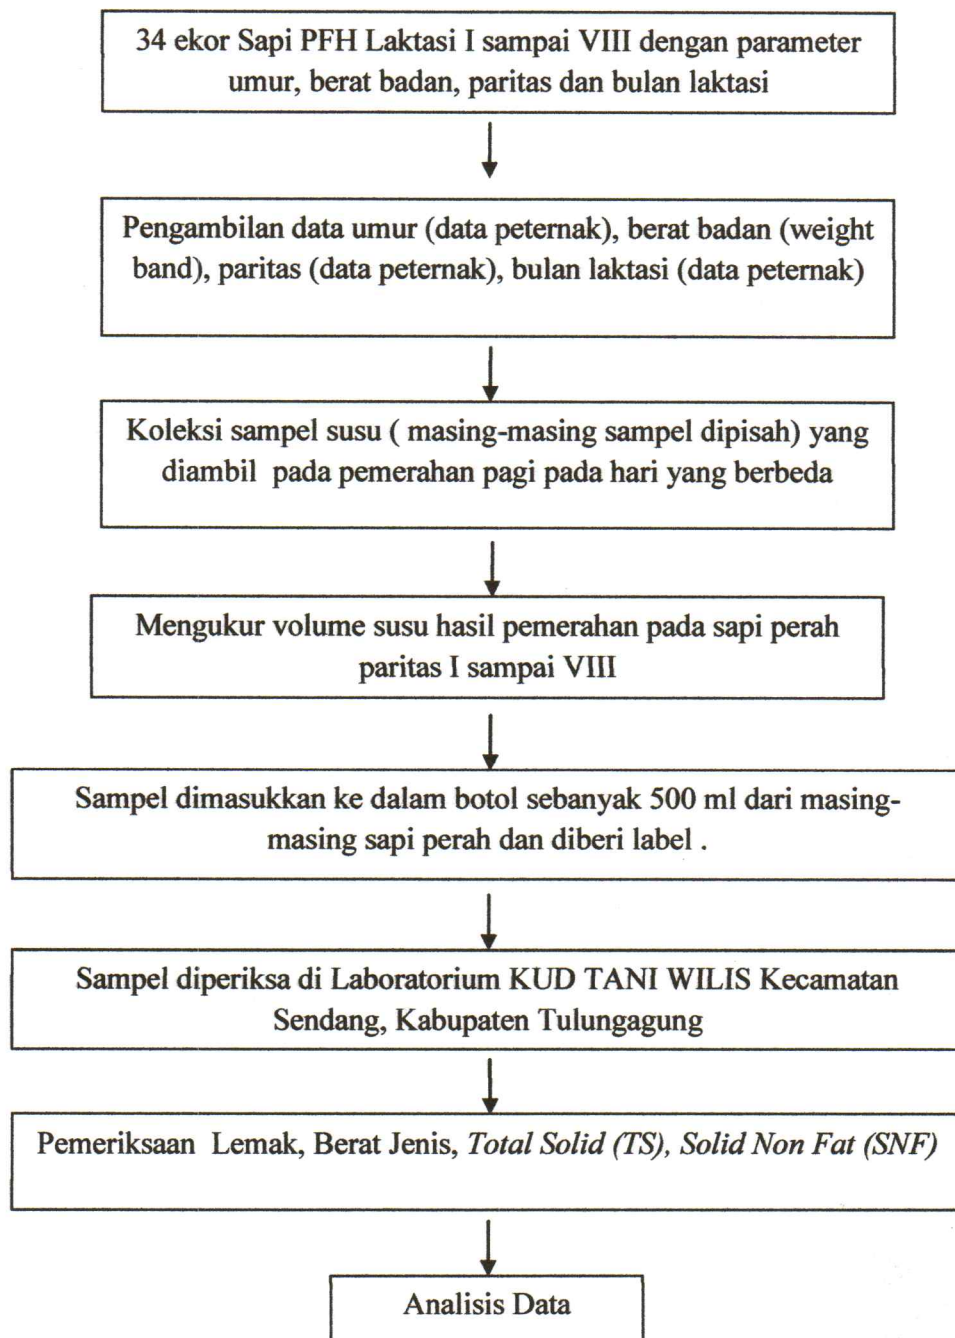 34 ekor Sapi PFH Laktasi I sampai VIII dengan parameter
umur, berat badan, paritas dan bulan laktasi
Pengambilan data umur (data peternak), berat badan (weight
band), paritas (data peternak), bulan laktasi (data peternak)
Koleksi sampel susu ( masing-masing sampel dipisah) yang
diambil pada pemerahan pagi pada hari yang berbeda
Mengukur volume susu hasil pemerahan pada sapi perah
paritas I sampai VIII
Sampel dimasukkan ke dalam botol sebanyak 500 ml dari masing-
masing sapi perah dan diberi label .
Sampel diperiksa di Laboratorium KUD TANI WILIS Kecamatan
Sendang, Kabupaten Tulungagung
Pemeriksaan Lemak, Berat Jenis, Total Solid (TS), Solid Non Fat (SNF)
Analisis Data